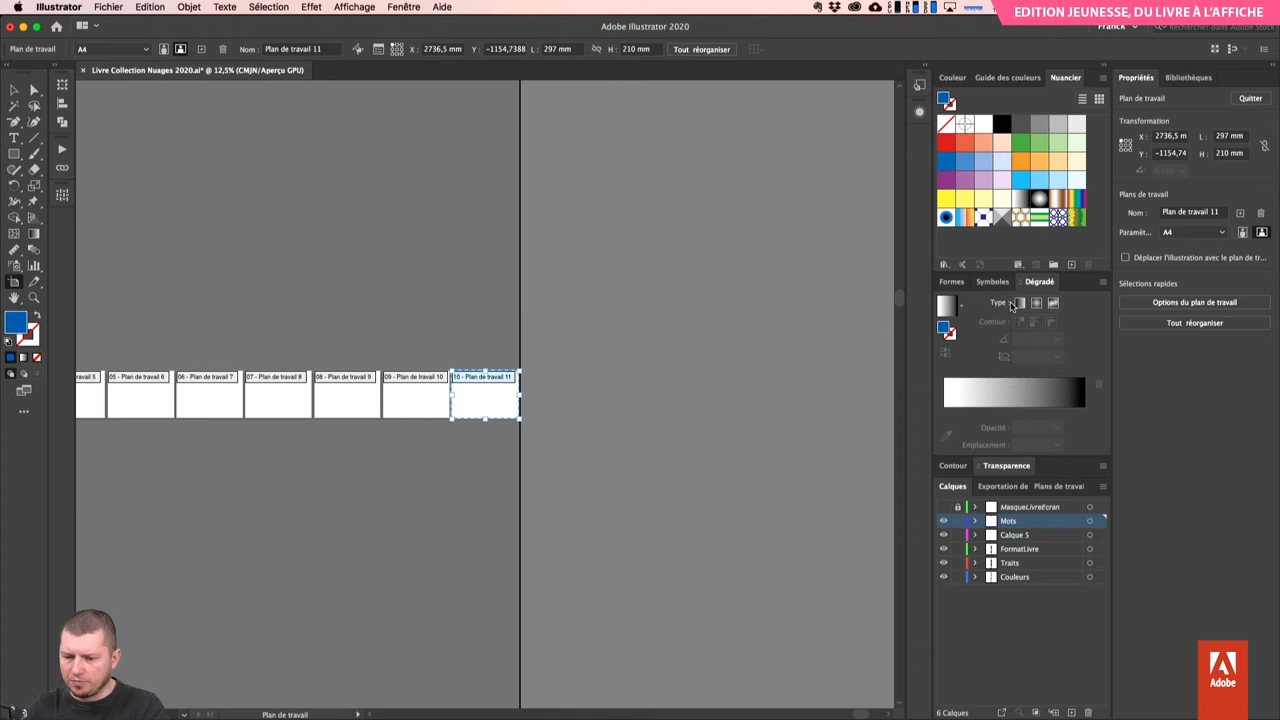 Illustrator Fichier Edition Objet Texte Sélection Effet Affichage Fenêtre Aide
EDITION JEUNESSE, DU LIVRE À L'AFFICHE
Adobe Illustrator 2020
Franck
Rechercher dans Adobe Stock
Plan de travail A4 Nom : Plan de travail 11 X : 2736,5 mm Y : -1154,7388 L : 297 mm H : 210 mm Tout réorganiser
Livre Collection Nuages 2020.ai* @ 12,5% (CMJN/Aperçu GPU)
Couleur Guide des couleurs Nuancier
Propriétés Bibliothèques
Plan de travail Quitter
Transformation
X : 2736,5 m L : 297 mm
Y : -1154,74 H : 210 mm
Plans de travail
Nom : Plan de travail 11
Paramèt... A4
Déplacer l'illustration avec le plan de tr...
Sélections rapides
Options du plan de travail
Tout réorganiser
Formes Symboles Dégradé
Type :
Contour :
Opacité :
Emplacement :
avail 5 05 - Plan de travail 6 06 - Plan de travail 7 07 - Plan de travail 8 08 - Plan de travail 9 09 - Plan de travail 10 10 - Plan de travail 11
Contour Transparence
Calques Exportation de Plans de travai
MasqueLivreEcran
Mots
Calque 5
FormatLivre
Traits
Couleurs
6 Calques
Plan de travail
Adobe